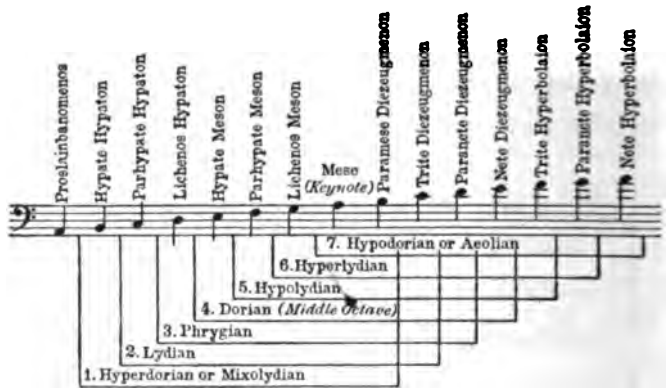 Proslambanomenos
Hypate Hypaton
Parhypate Hypaton
Lichenos Hypaton
Hypate Meson
Parhypate Meson
Lichenos Meson
Mese
(Keynote)
Paramese Diezeugmenon
Trite Diezeugmenon
Paranete Diezeugmenon
Nete Diezeugmenon
Trite Hyperbolaion
Paranete Hyperbolaion
Nete Hyperbolaion
7. Hypodorian or Aeolian
6. Hyperlydian
5. Hypolydian
4. Dorian (Middle Octave)
3. Phrygian
2. Lydian
1. Hyperdorian or Mixolydian